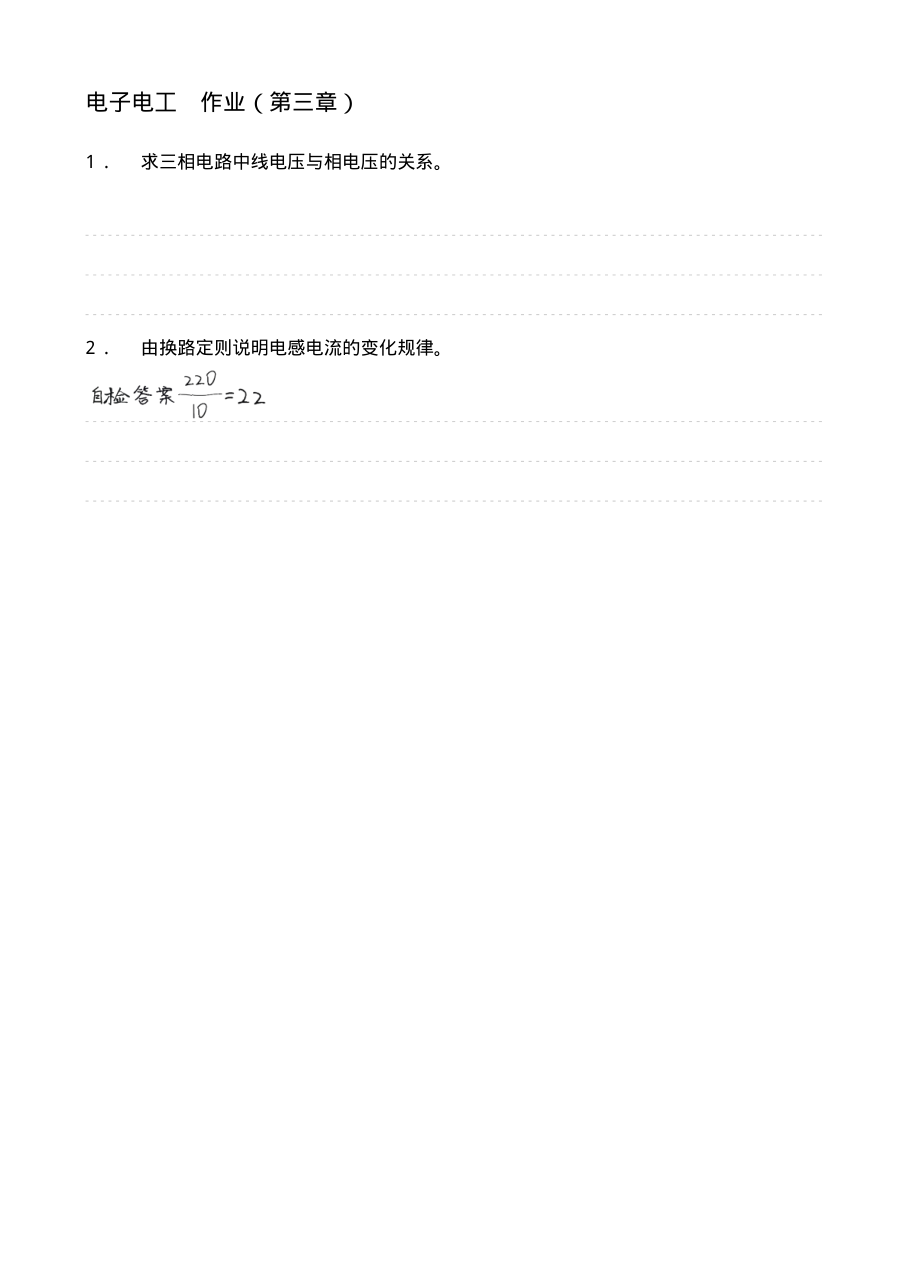 电子电工　作业（第三章）
1． 求三相电路中线电压与相电压的关系。
2． 由换路定则说明电感电流的变化规律。
自检答案 220/10 = 22